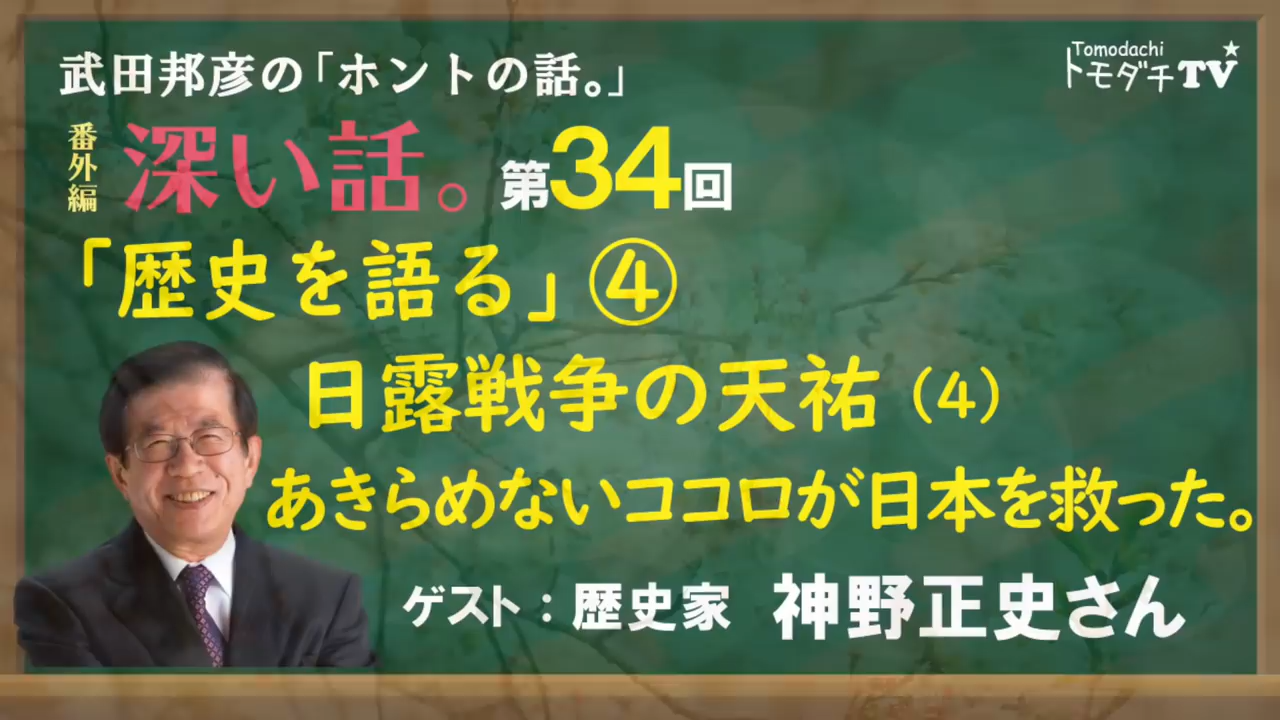 武田邦彦の「ホントの話。」
Tomodachi
トモダチTV
番外編
深い話。第34回
「歴史を語る」④
日露戦争の天祐（4）
あきらめないココロが日本を救った。
ゲスト：歴史家 神野正史さん